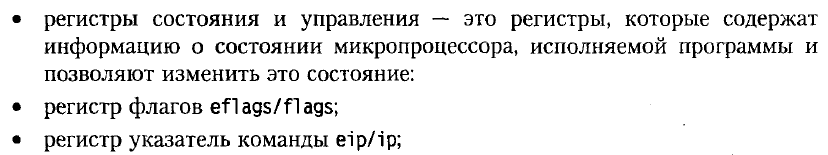 • регистры состояния и управления — это регистры, которые содержат
информацию о состоянии микропроцессора, исполняемой программы и
позволяют изменить это состояние:
• регистр флагов eflags/flags;
• регистр указатель команды eip/ip;